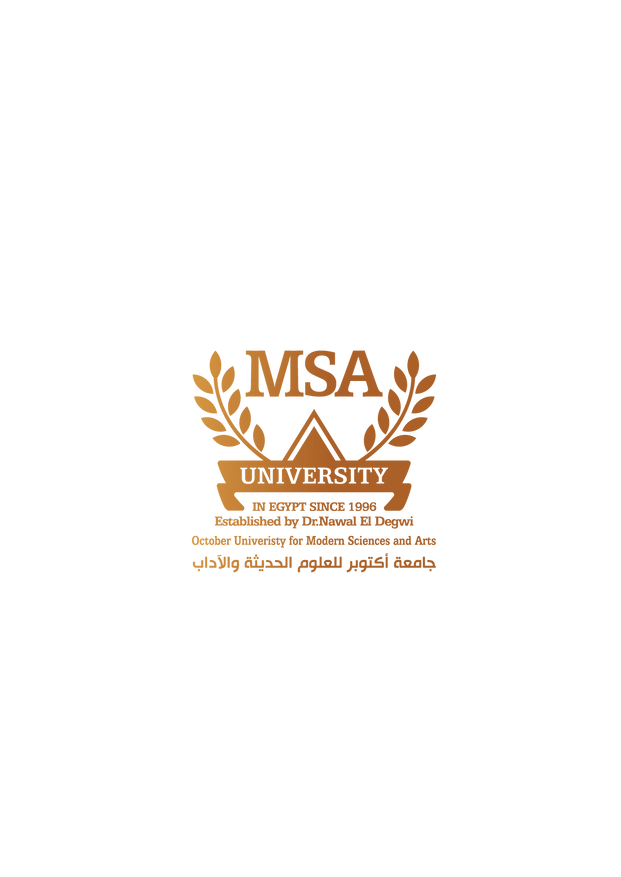 MSA
UNIVERSITY
IN EGYPT SINCE 1996
Established by Dr.Nawal El Degwi
October Univeristy for Modern Sciences and Arts
جامعة أكتوبر للعلوم الحديثة والآداب